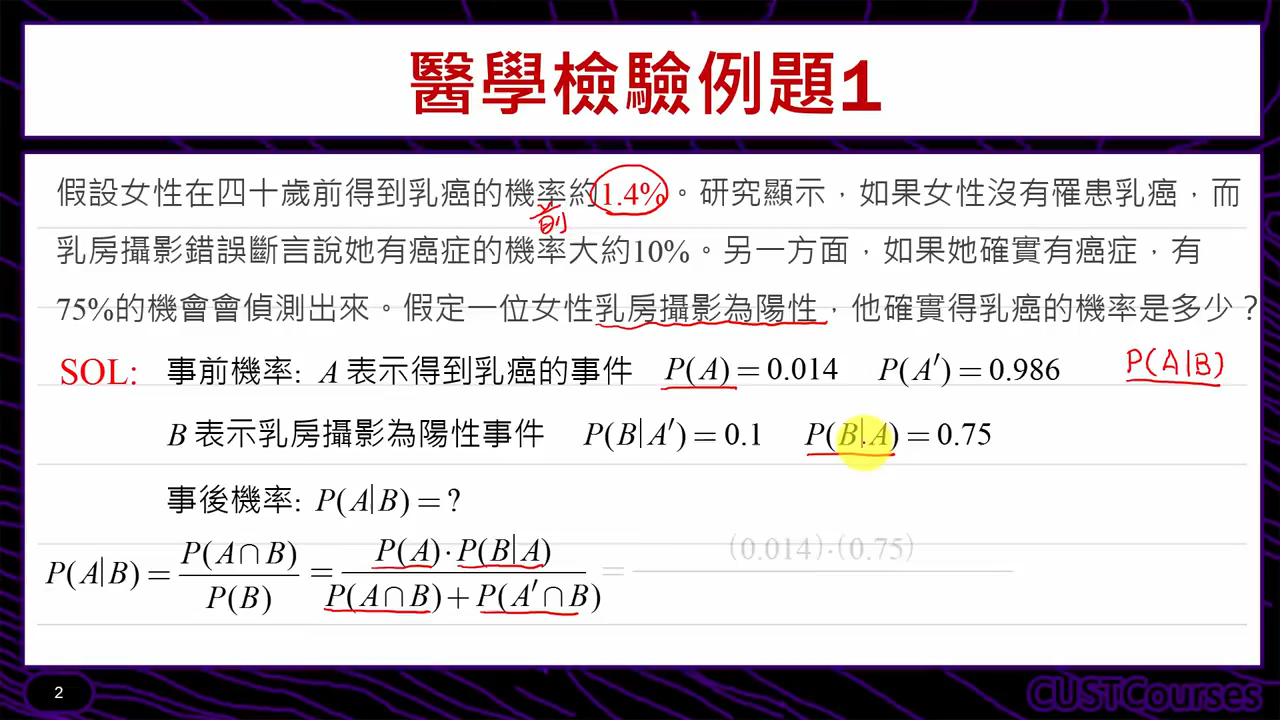 醫學檢驗例題1
假設女性在四十歲前得到乳癌的機率約1.4%。研究顯示，如果女性沒有罹患乳癌，而
前
乳房攝影錯誤斷言說她有癌症的機率大約10%。另一方面，如果她確實有癌症，有
75%的機會會偵測出來。假定一位女性乳房攝影為陽性，他確實得乳癌的機率是多少？
SOL: 事前機率: A 表示得到乳癌的事件 P(A) = 0.014 P(A′) = 0.986 P(A|B)
B 表示乳房攝影為陽性事件 P(B|A′) = 0.1 P(B|A) = 0.75
事後機率: P(A|B) = ?
P(A|B) = P(A∩B) / P(B) = P(A)·P(B|A) / P(A∩B) + P(A′∩B) = (0.014)·(0.75)
2
CUSTCourses